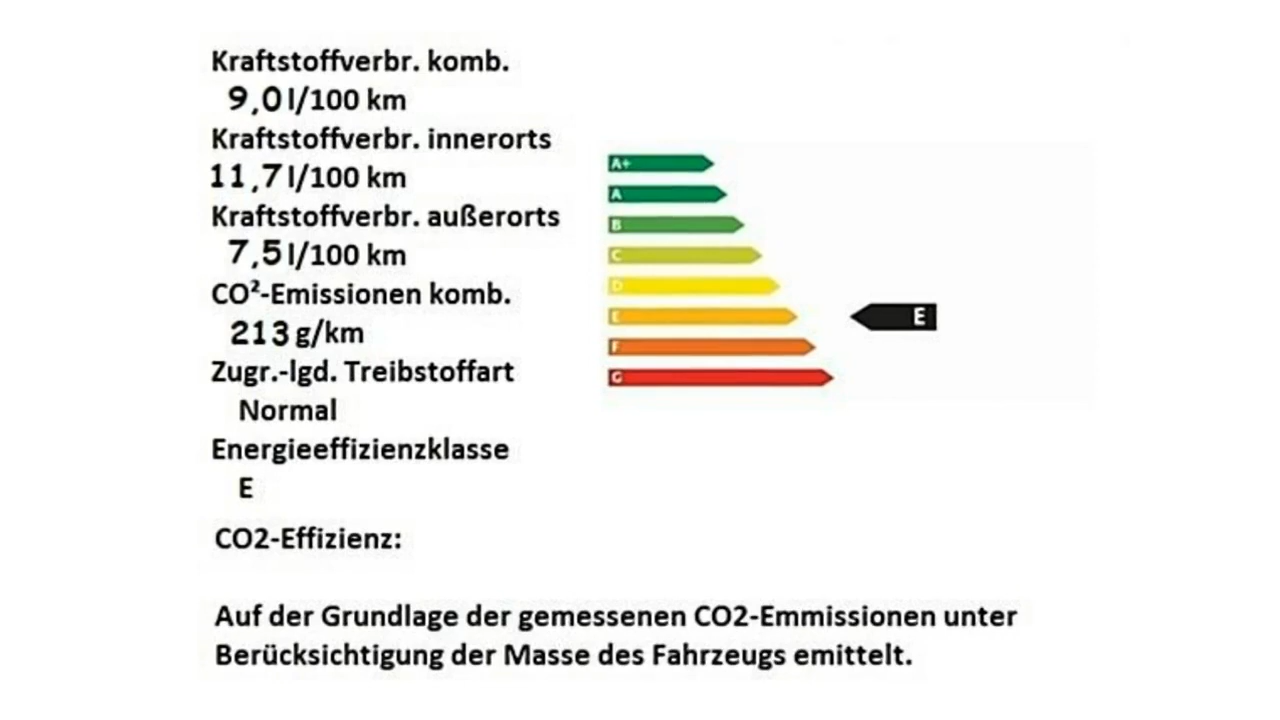 Kraftstoffverbr. komb.
9,0 l/100 km
Kraftstoffverbr. innerorts
11,7 l/100 km
Kraftstoffverbr. außerorts
7,5 l/100 km
CO²-Emissionen komb.
213 g/km
Zugr.-lgd. Treibstoffart
Normal
Energieeffizienzklasse
E
A+
A
B
C
D
E
E
F
G
CO2-Effizienz:
Auf der Grundlage der gemessenen CO2-Emmissionen unter
Berücksichtigung der Masse des Fahrzeugs emittelt.